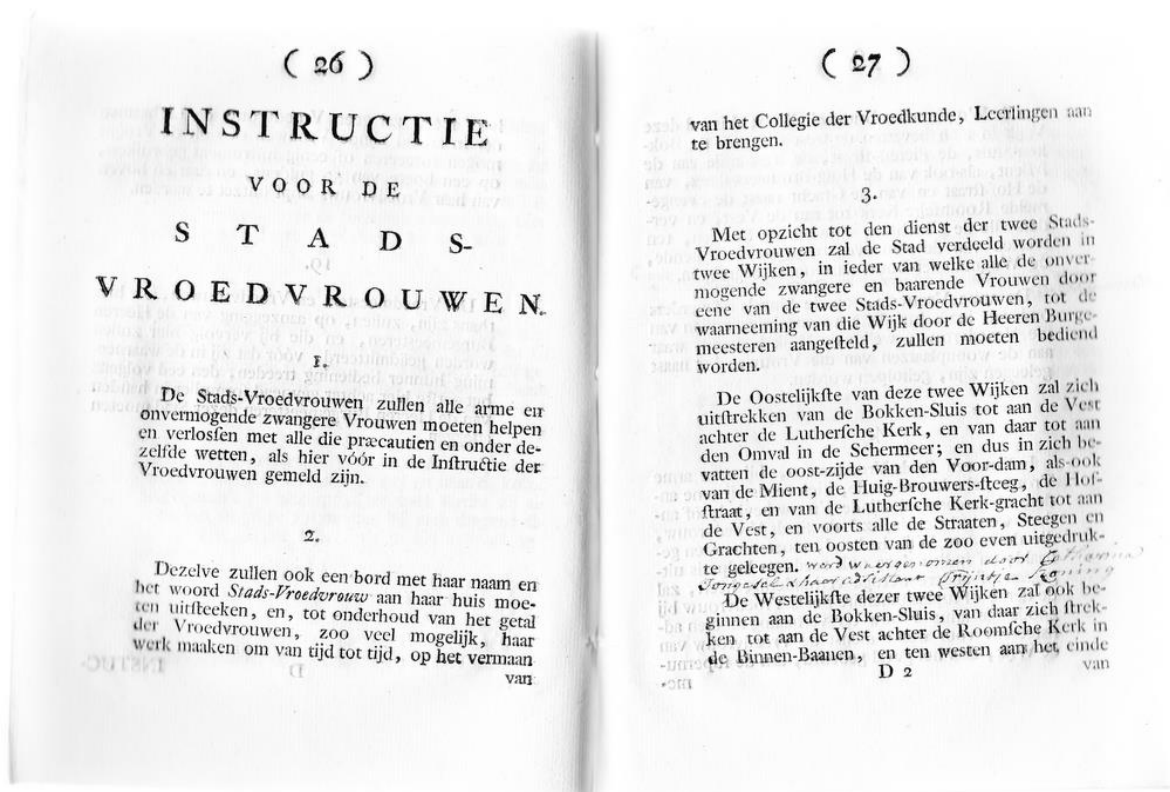 ( 26 )
INSTRUCTIE
VOOR DE
STADS-
VROEDVROUWEN.
1.
De Stads-Vroedvrouwen zullen alle arme en
onvermogende zwangere Vrouwen moeten helpen
en verlosſen met alle die præcautien en onder de-
zelfde wetten, als hier vóór in de Inſtructie der
Vroedvrouwen gemeld zijn.
2.
Dezelve zullen ook een bord met haar naam en
het woord Stads-Vroedvrouw aan haar huis moe-
ten uitſteeken, en, tot onderhoud van het getal
der Vroedvrouwen, zoo veel mogelijk, haar
werk maaken om van tijd tot tijd, op het vermaan
van
( 27 )
van het Collegie der Vroedkunde, Leerlingen aan
te brengen.
3.
Met opzicht tot den dienst der twee Stads-
Vroedvrouwen zal de Stad verdeeld worden in
twee Wijken, in ieder van welke alle de onver-
mogende zwangere en baarende Vrouwen door
eene van de twee Stads-Vroedvrouwen, tot de
waarneeming van die Wijk door de Heeren Burge-
meesteren aangeſteld, zullen moeten bediend
worden.
De Oostelijkſte van deze twee Wijken zal zich
uitſtrekken van de Bokken-Sluis tot aan de Vest
achter de Lutherſche Kerk, en van daar tot aan
den Omval in de Schermeer; en dus in zich be-
vatten de oost-zijde van den Voor-dam, als-ook
van de Mient, de Huig-Brouwers-ſteeg, de Hof-
ſtraat, en van de Lutherſche Kerk-gracht tot aan
de Vest, en voorts alle de Straaten, Steegen en
Grachten, ten oosten van de zoo even uitgedruk-
te geleegen. werd waergenomen door Catharina
Jongesel & haar adsistent Trijntje Koning
De Westelijkſte dezer twee Wijken zal ook be-
ginnen aan de Bokken-Sluis, van daar zich ſtrek-
ken tot aan de Vest achter de Roomſche Kerk in
de Binnen-Baanen, en ten westen aan het einde
D 2 van